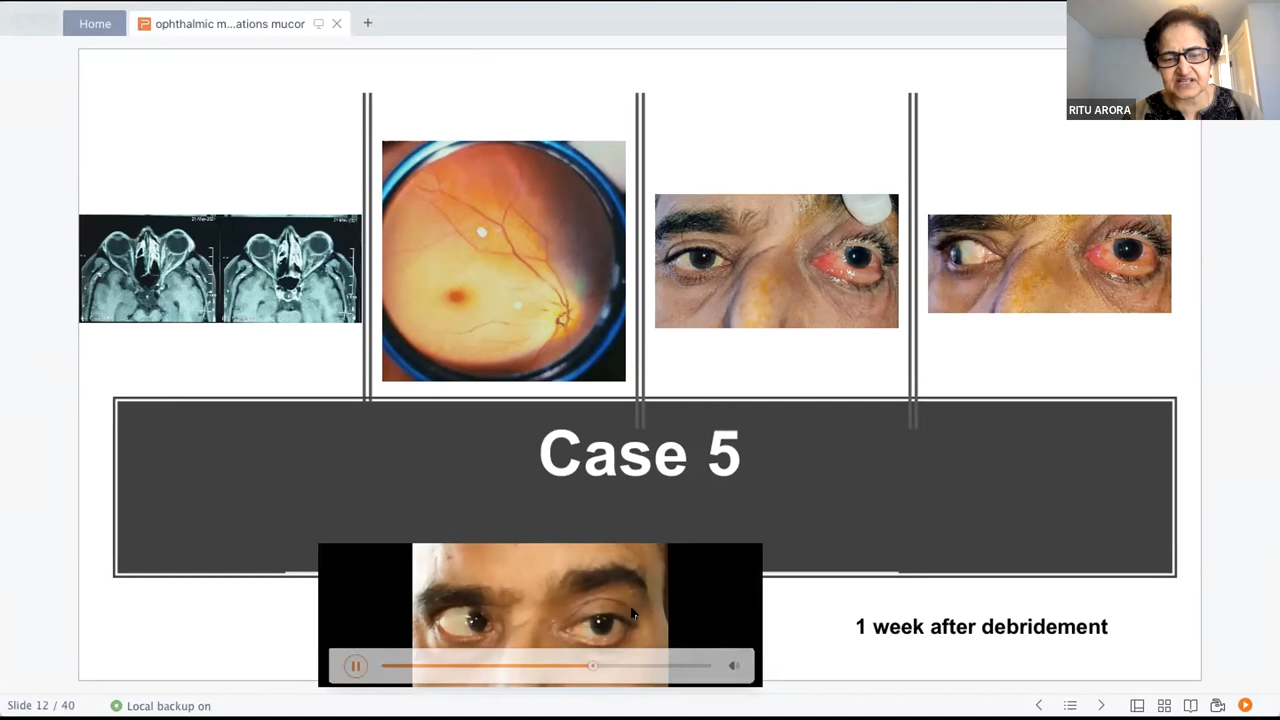 Home
ophthalmic m...ations mucor
RITU ARORA
Case 5
1 week after debridement
Slide 12 / 40
Local backup on